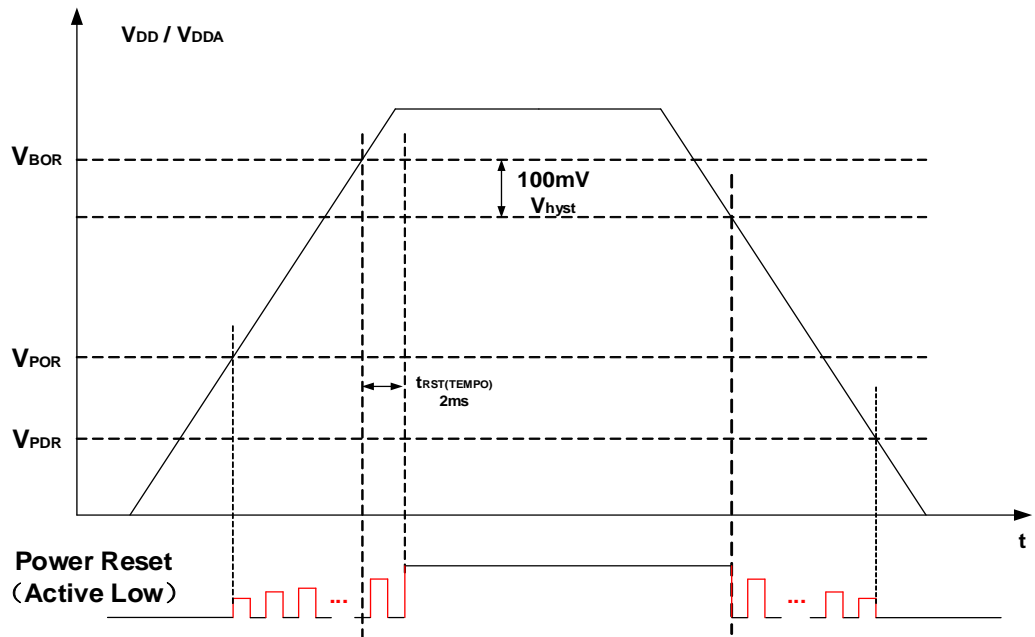 VDD / VDDA
VBOR
100mV
Vhyst
VPOR
tRST(TEMPO)
2ms
VPDR
t
Power Reset
（Active Low）
...
...